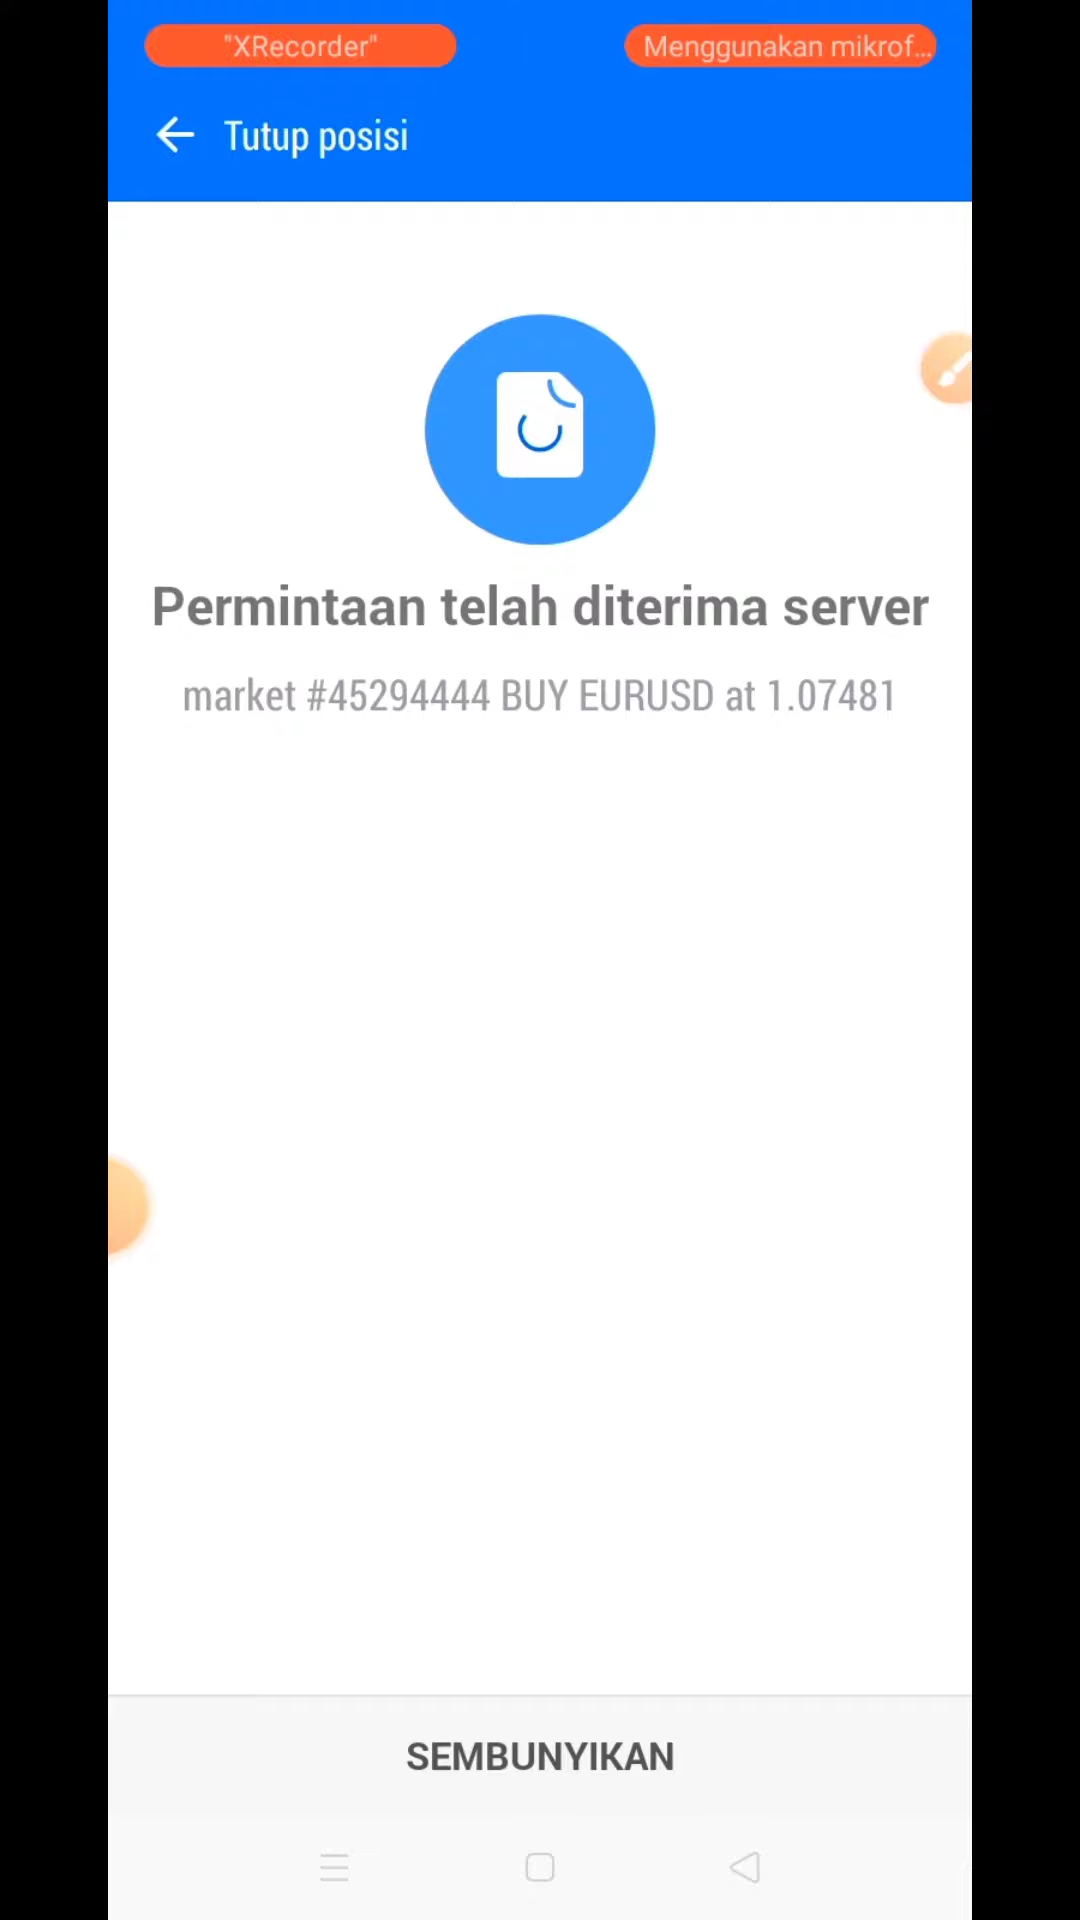 "XRecorder"
Menggunakan mikrof...
Tutup posisi
Permintaan telah diterima server
market #45294444 BUY EURUSD at 1.07481
SEMBUNYIKAN